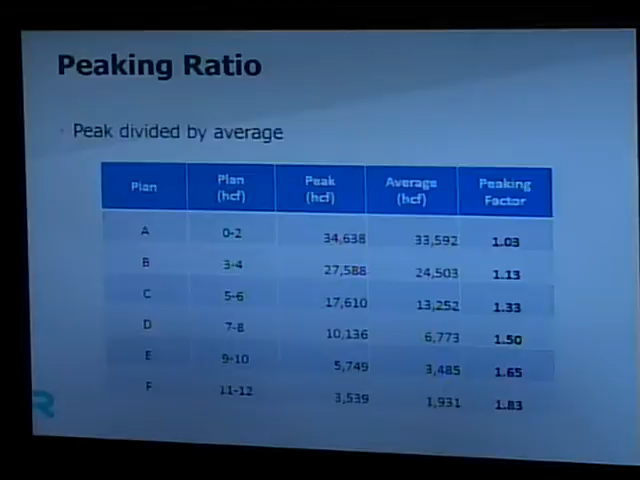 Peaking Ratio
Peak divided by average
Plan Plan (hcf) Peak (hcf) Average (hcf) Peaking Factor
A 0-2 34,638 33,592 1.03
B 3-4 27,588 24,503 1.13
C 5-6 17,610 13,252 1.33
D 7-8 10,136 6,773 1.50
E 9-10 5,749 3,485 1.65
F 11-12 3,539 1,931 1.83
R